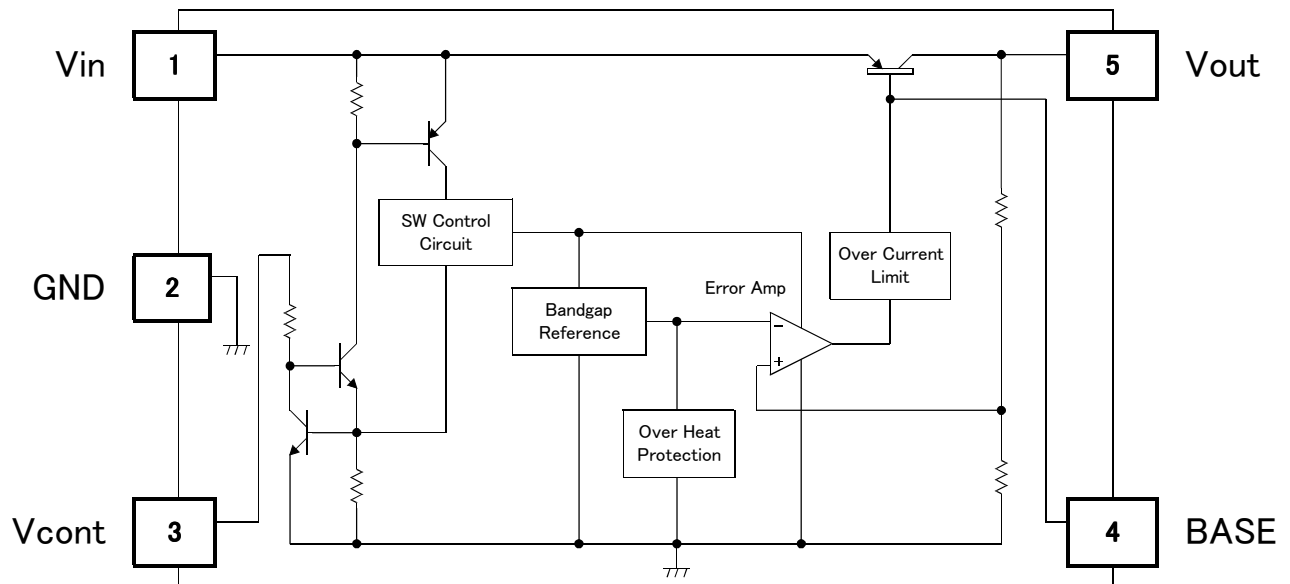 Vin
1
5
Vout
SW Control
Circuit
Over Current
Limit
GND
2
Error Amp
Bandgap
Reference
−
+
Over Heat
Protection
Vcont
3
4
BASE